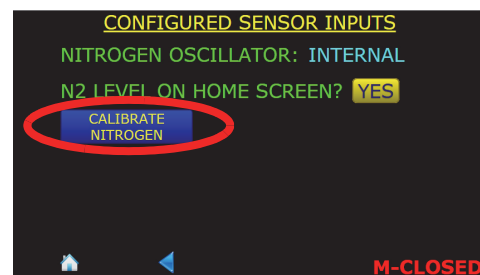 CONFIGURED SENSOR INPUTS
NITROGEN OSCILLATOR: INTERNAL
N2 LEVEL ON HOME SCREEN? YES
CALIBRATE
NITROGEN
M-CLOSED